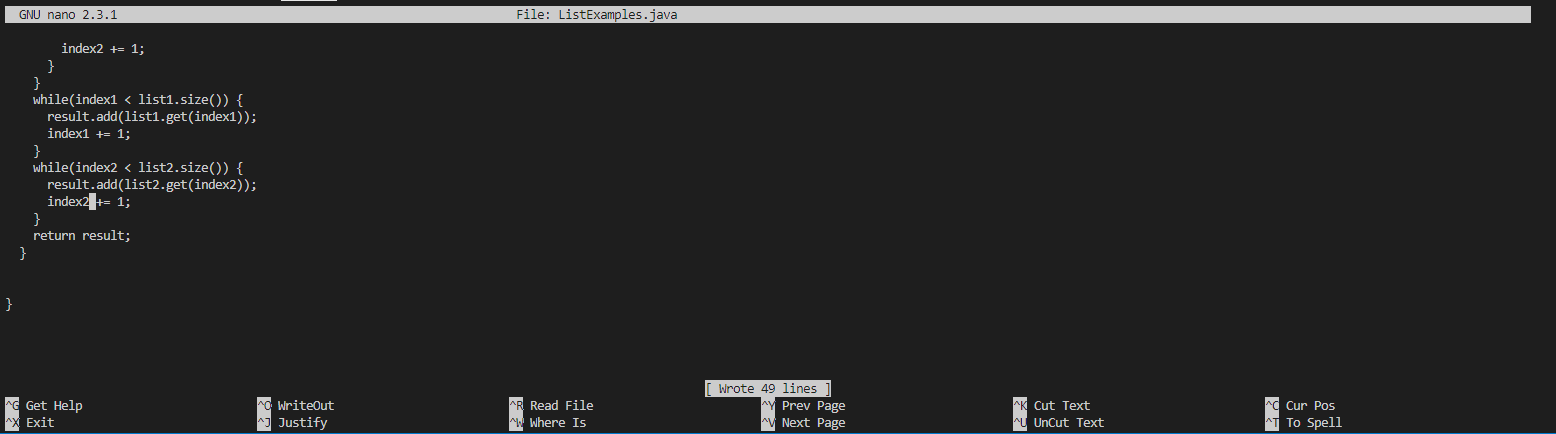 GNU nano 2.3.1 File: ListExamples.java
index2 += 1;
}
}
while(index1 < list1.size()) {
result.add(list1.get(index1));
index1 += 1;
}
while(index2 < list2.size()) {
result.add(list2.get(index2));
index2 += 1;
}
return result;
}
}
[ Wrote 49 lines ]
^G Get Help ^O WriteOut ^R Read File ^Y Prev Page ^K Cut Text ^C Cur Pos
^X Exit ^J Justify ^W Where Is ^V Next Page ^U UnCut Text ^T To Spell